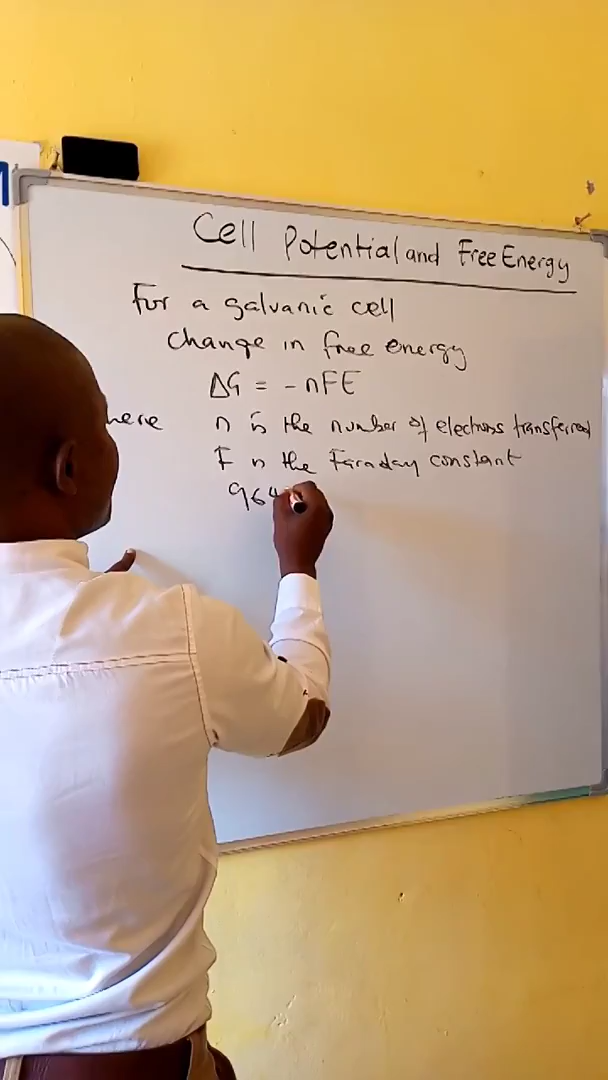 Cell Potential and Free Energy
For a galvanic cell
change in free energy
ΔG = -nFE
here n is the number of electrons transferred
F is the Faraday constant
964